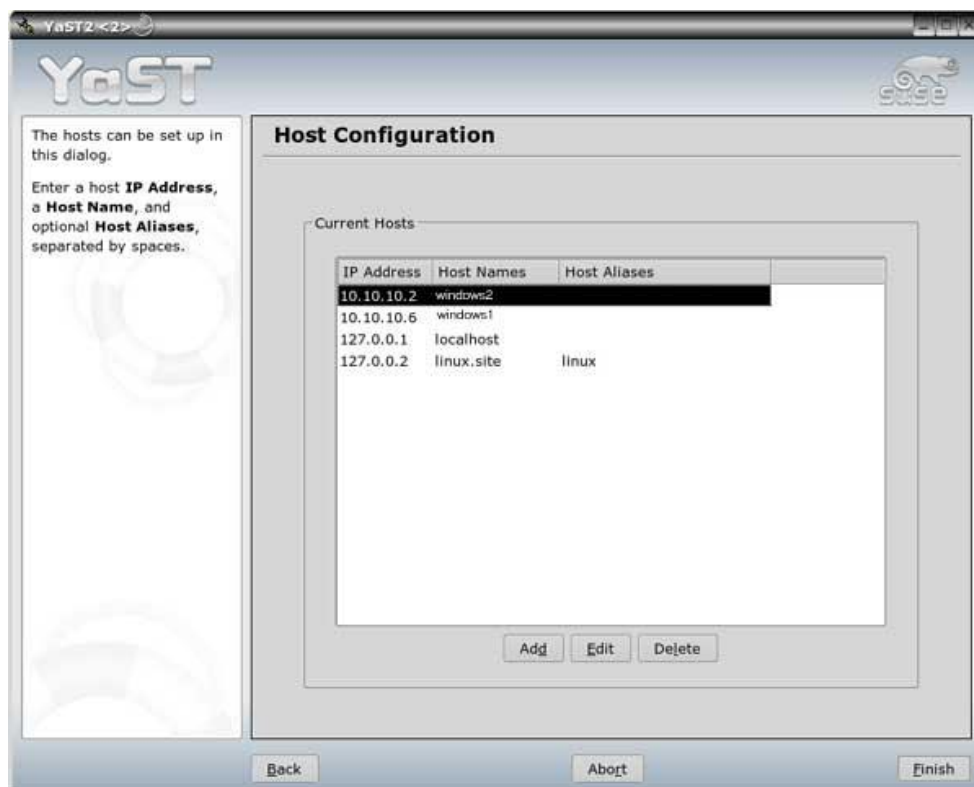 YaST2 <2>
YaST
suse
The hosts can be set up in
this dialog.
Enter a host IP Address,
a Host Name, and
optional Host Aliases,
separated by spaces.
Host Configuration
Current Hosts
IP Address Host Names Host Aliases
10.10.10.2 windows2
10.10.10.6 windows1
127.0.0.1 localhost
127.0.0.2 linux.site linux
Add Edit Delete
Back Abort Finish